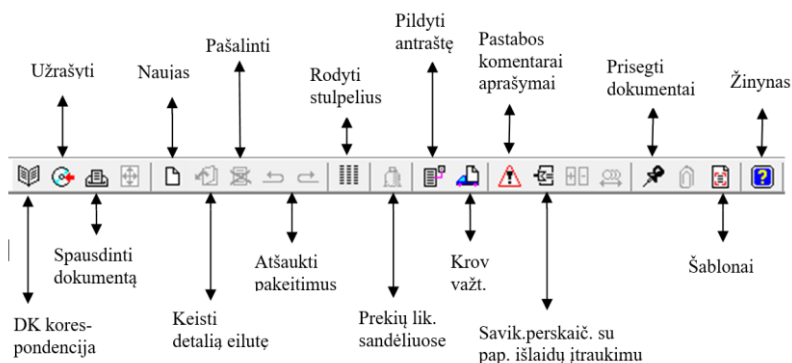 Užrašyti
Naujas
Pašalinti
Rodyti
stulpelius
Pildyti
antraštę
Pastabos
komentarai
aprašymai
Prisegti
dokumentai
Žinynas
DK kores-
pondencija
Spausdinti
dokumentą
Keisti
detalią eilutę
Atšaukti
pakeitimus
Prekių lik.
sandėliuose
Krov
važt.
Savik.perskaič. su
pap. išlaidų įtraukimu
Šablonai